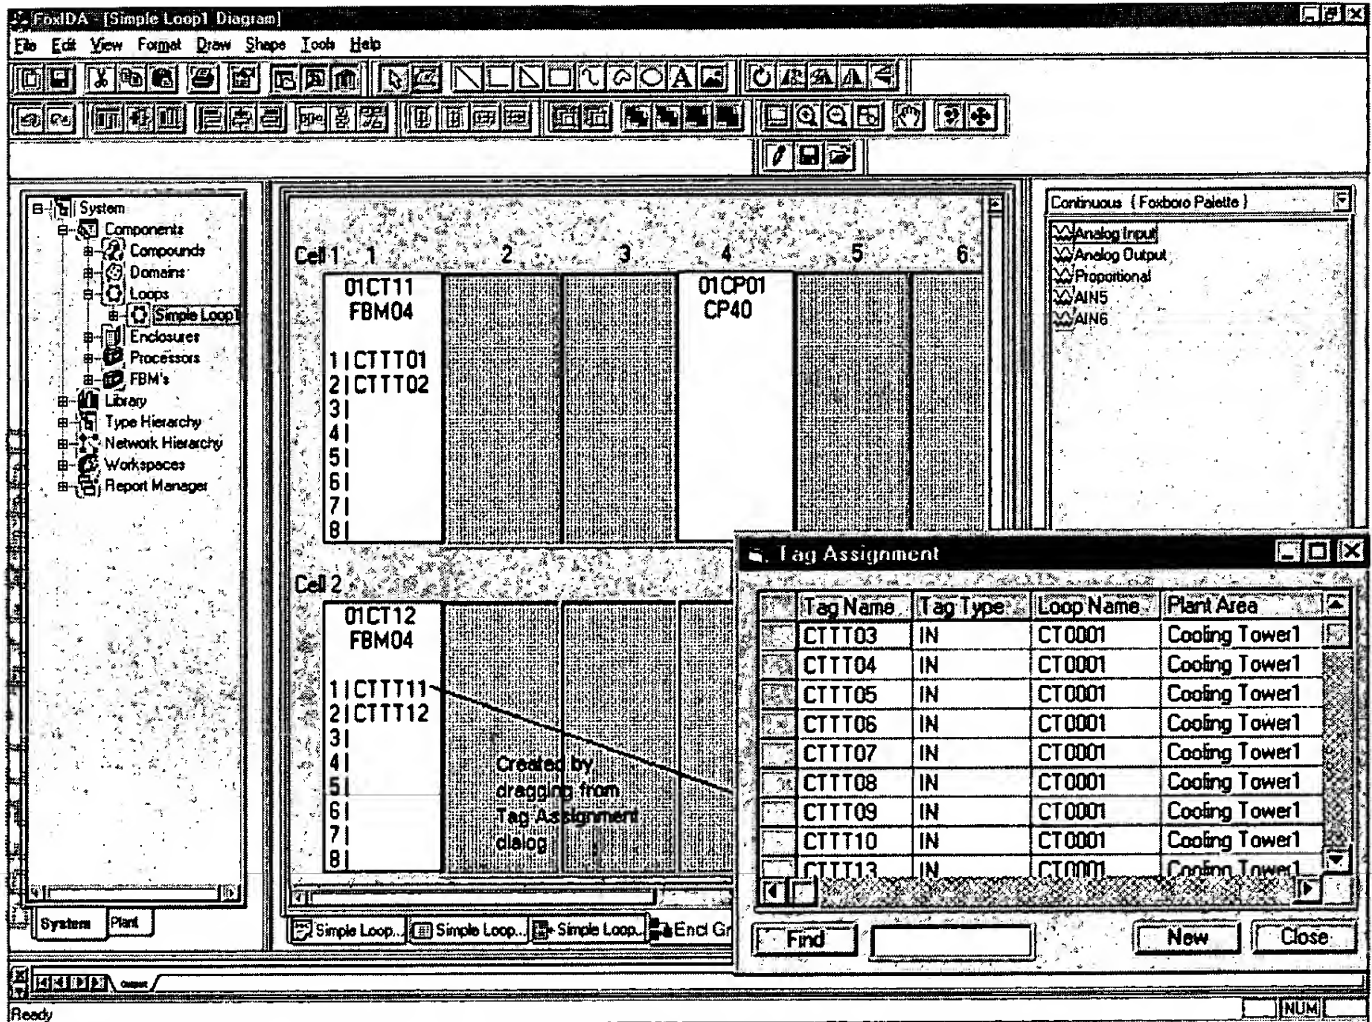 FoxIDA - [Simple Loop1 Diagram]
File Edit View Format Draw Shape Tools Help
System
Components
Compounds
Domains
Loops
Simple Loop1
Enclosures
Processors
FBM's
Library
Type Hierarchy
Network Hierarchy
Workspaces
Report Manager
System Plant
Cell 1 1 2 3 4 5 6
01CT11
FBM04
1 | CTTT01
2 | CTTT02
3 |
4 |
5 |
6 |
7 |
8 |
01CP01
CP40
Cell 2
01CT12
FBM04
1 | CTTT11
2 | CTTT12
3 |
4 |
5 |
6 |
7 |
8 |
Created by
dragging from
Tag Assignment
dialog
Simple Loop... Simple Loop... Simple Loop... Encl Gr
Continuous { Foxboro Palette }
Analog Input
Analog Output
Proportional
AIN5
AIN6
Tag Assignment
Tag Name Tag Type Loop Name Plant Area
CTTT03 IN CT0001 Cooling Tower1
CTTT04 IN CT0001 Cooling Tower1
CTTT05 IN CT0001 Cooling Tower1
CTTT06 IN CT0001 Cooling Tower1
CTTT07 IN CT0001 Cooling Tower1
CTTT08 IN CT0001 Cooling Tower1
CTTT09 IN CT0001 Cooling Tower1
CTTT10 IN CT0001 Cooling Tower1
CTTT13 IN CT0001 Cooling Tower1
Find New Close
Output
Ready NUM